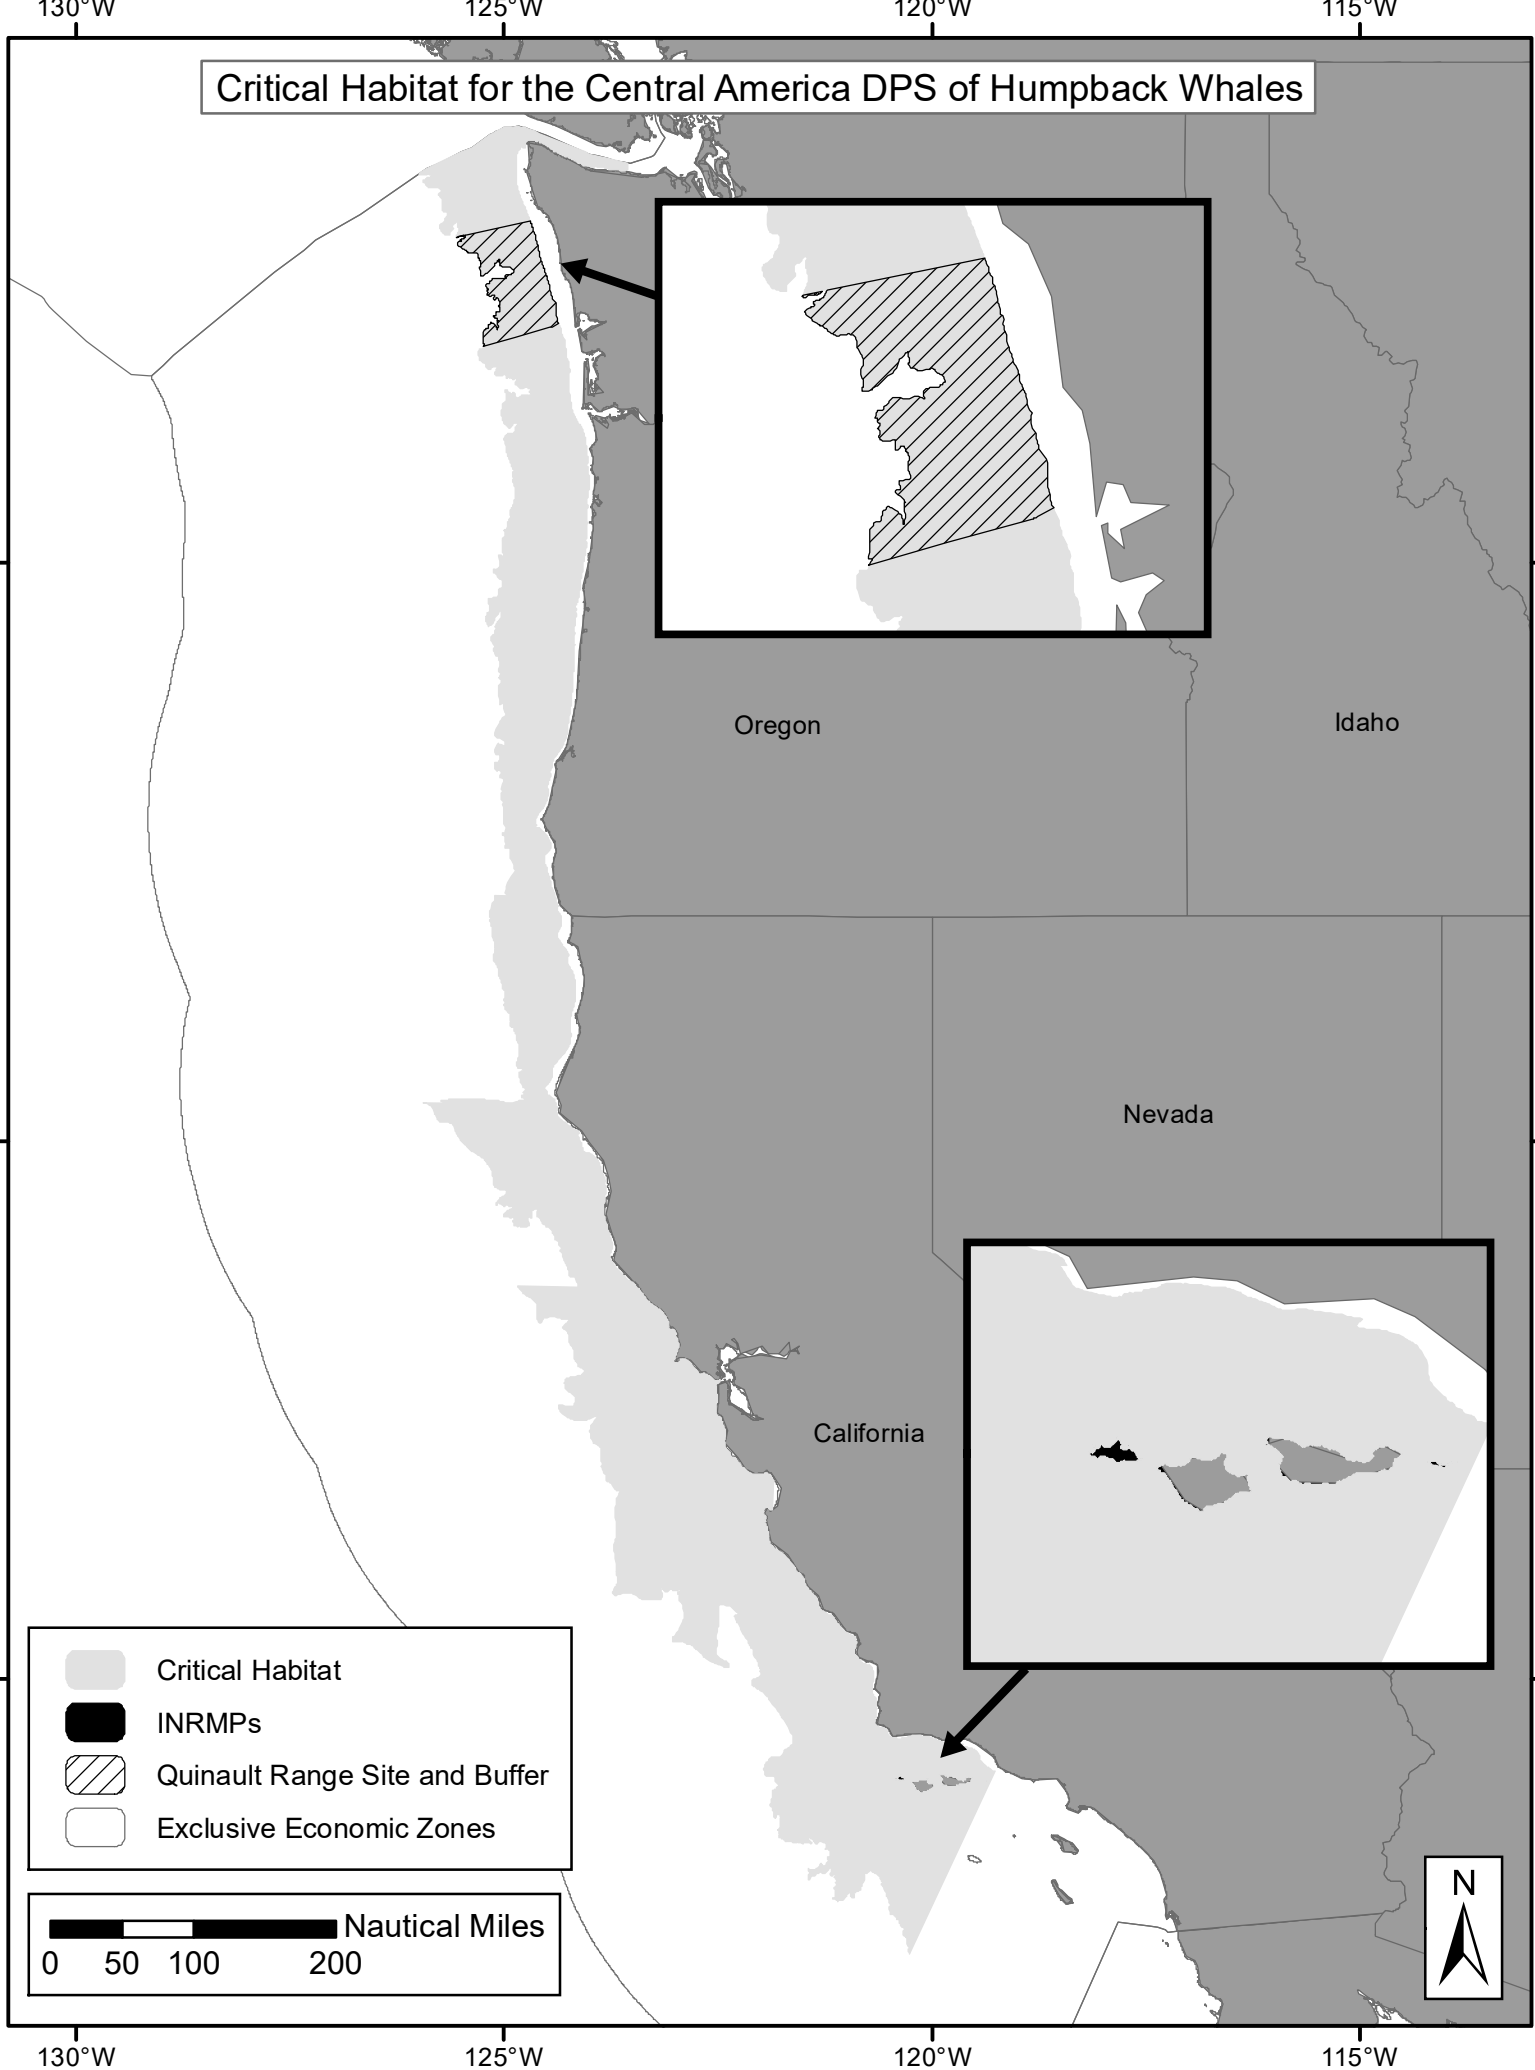 130°W 125°W 120°W 115°W
Critical Habitat for the Central America DPS of Humpback Whales
Oregon
Idaho
Nevada
California
Critical Habitat
INRMPs
Quinault Range Site and Buffer
Exclusive Economic Zones
N
Nautical Miles
0 50 100 200
130°W 125°W 120°W 115°W